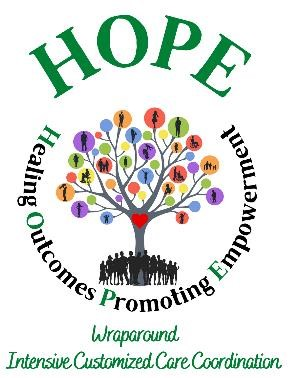 HOPE
Healing Outcomes Promoting Empowerment
Wraparound
Intensive Customized Care Coordination